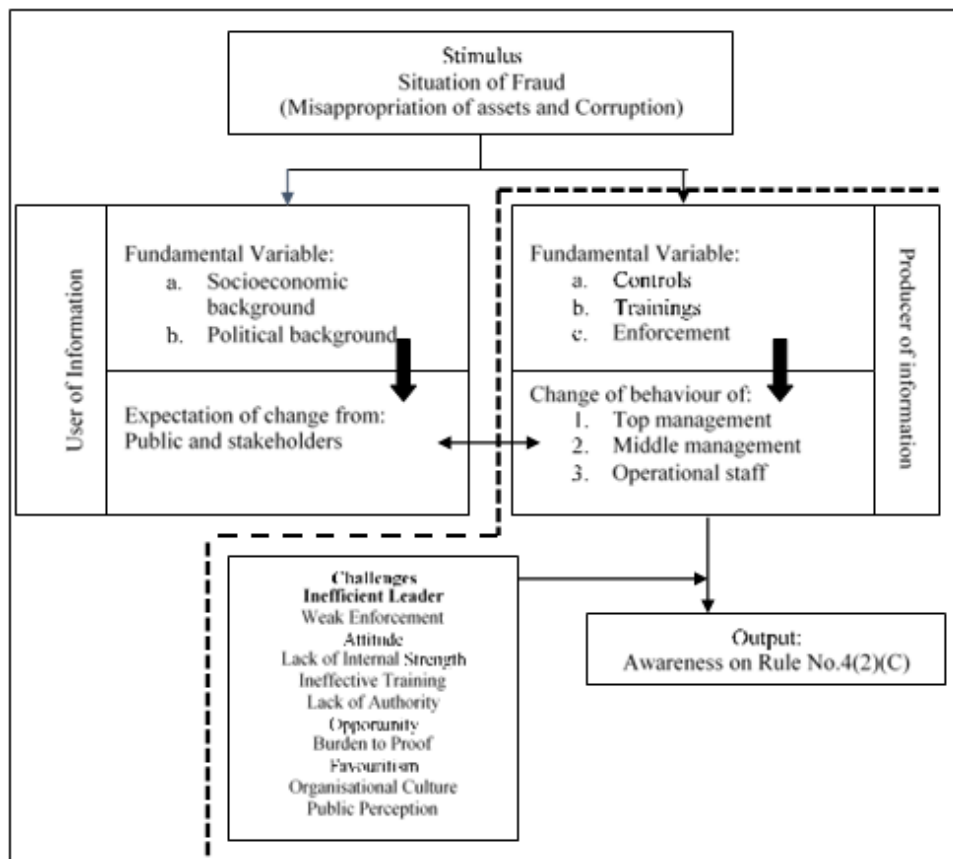 Stimulus
Situation of Fraud
(Misappropriation of assets and Corruption)
User of Information
Fundamental Variable:
a. Socioeconomic
background
b. Political background
Expectation of change from:
Public and stakeholders
Fundamental Variable:
a. Controls
b. Trainings
c. Enforcement
Change of behaviour of:
1. Top management
2. Middle management
3. Operational staff
Producer of information
Challenges
Inefficient Leader
Weak Enforcement
Attitude
Lack of Internal Strength
Ineffective Training
Lack of Authority
Opportunity
Burden to Proof
Favouritism
Organisational Culture
Public Perception
Output:
Awareness on Rule No.4(2)(C)